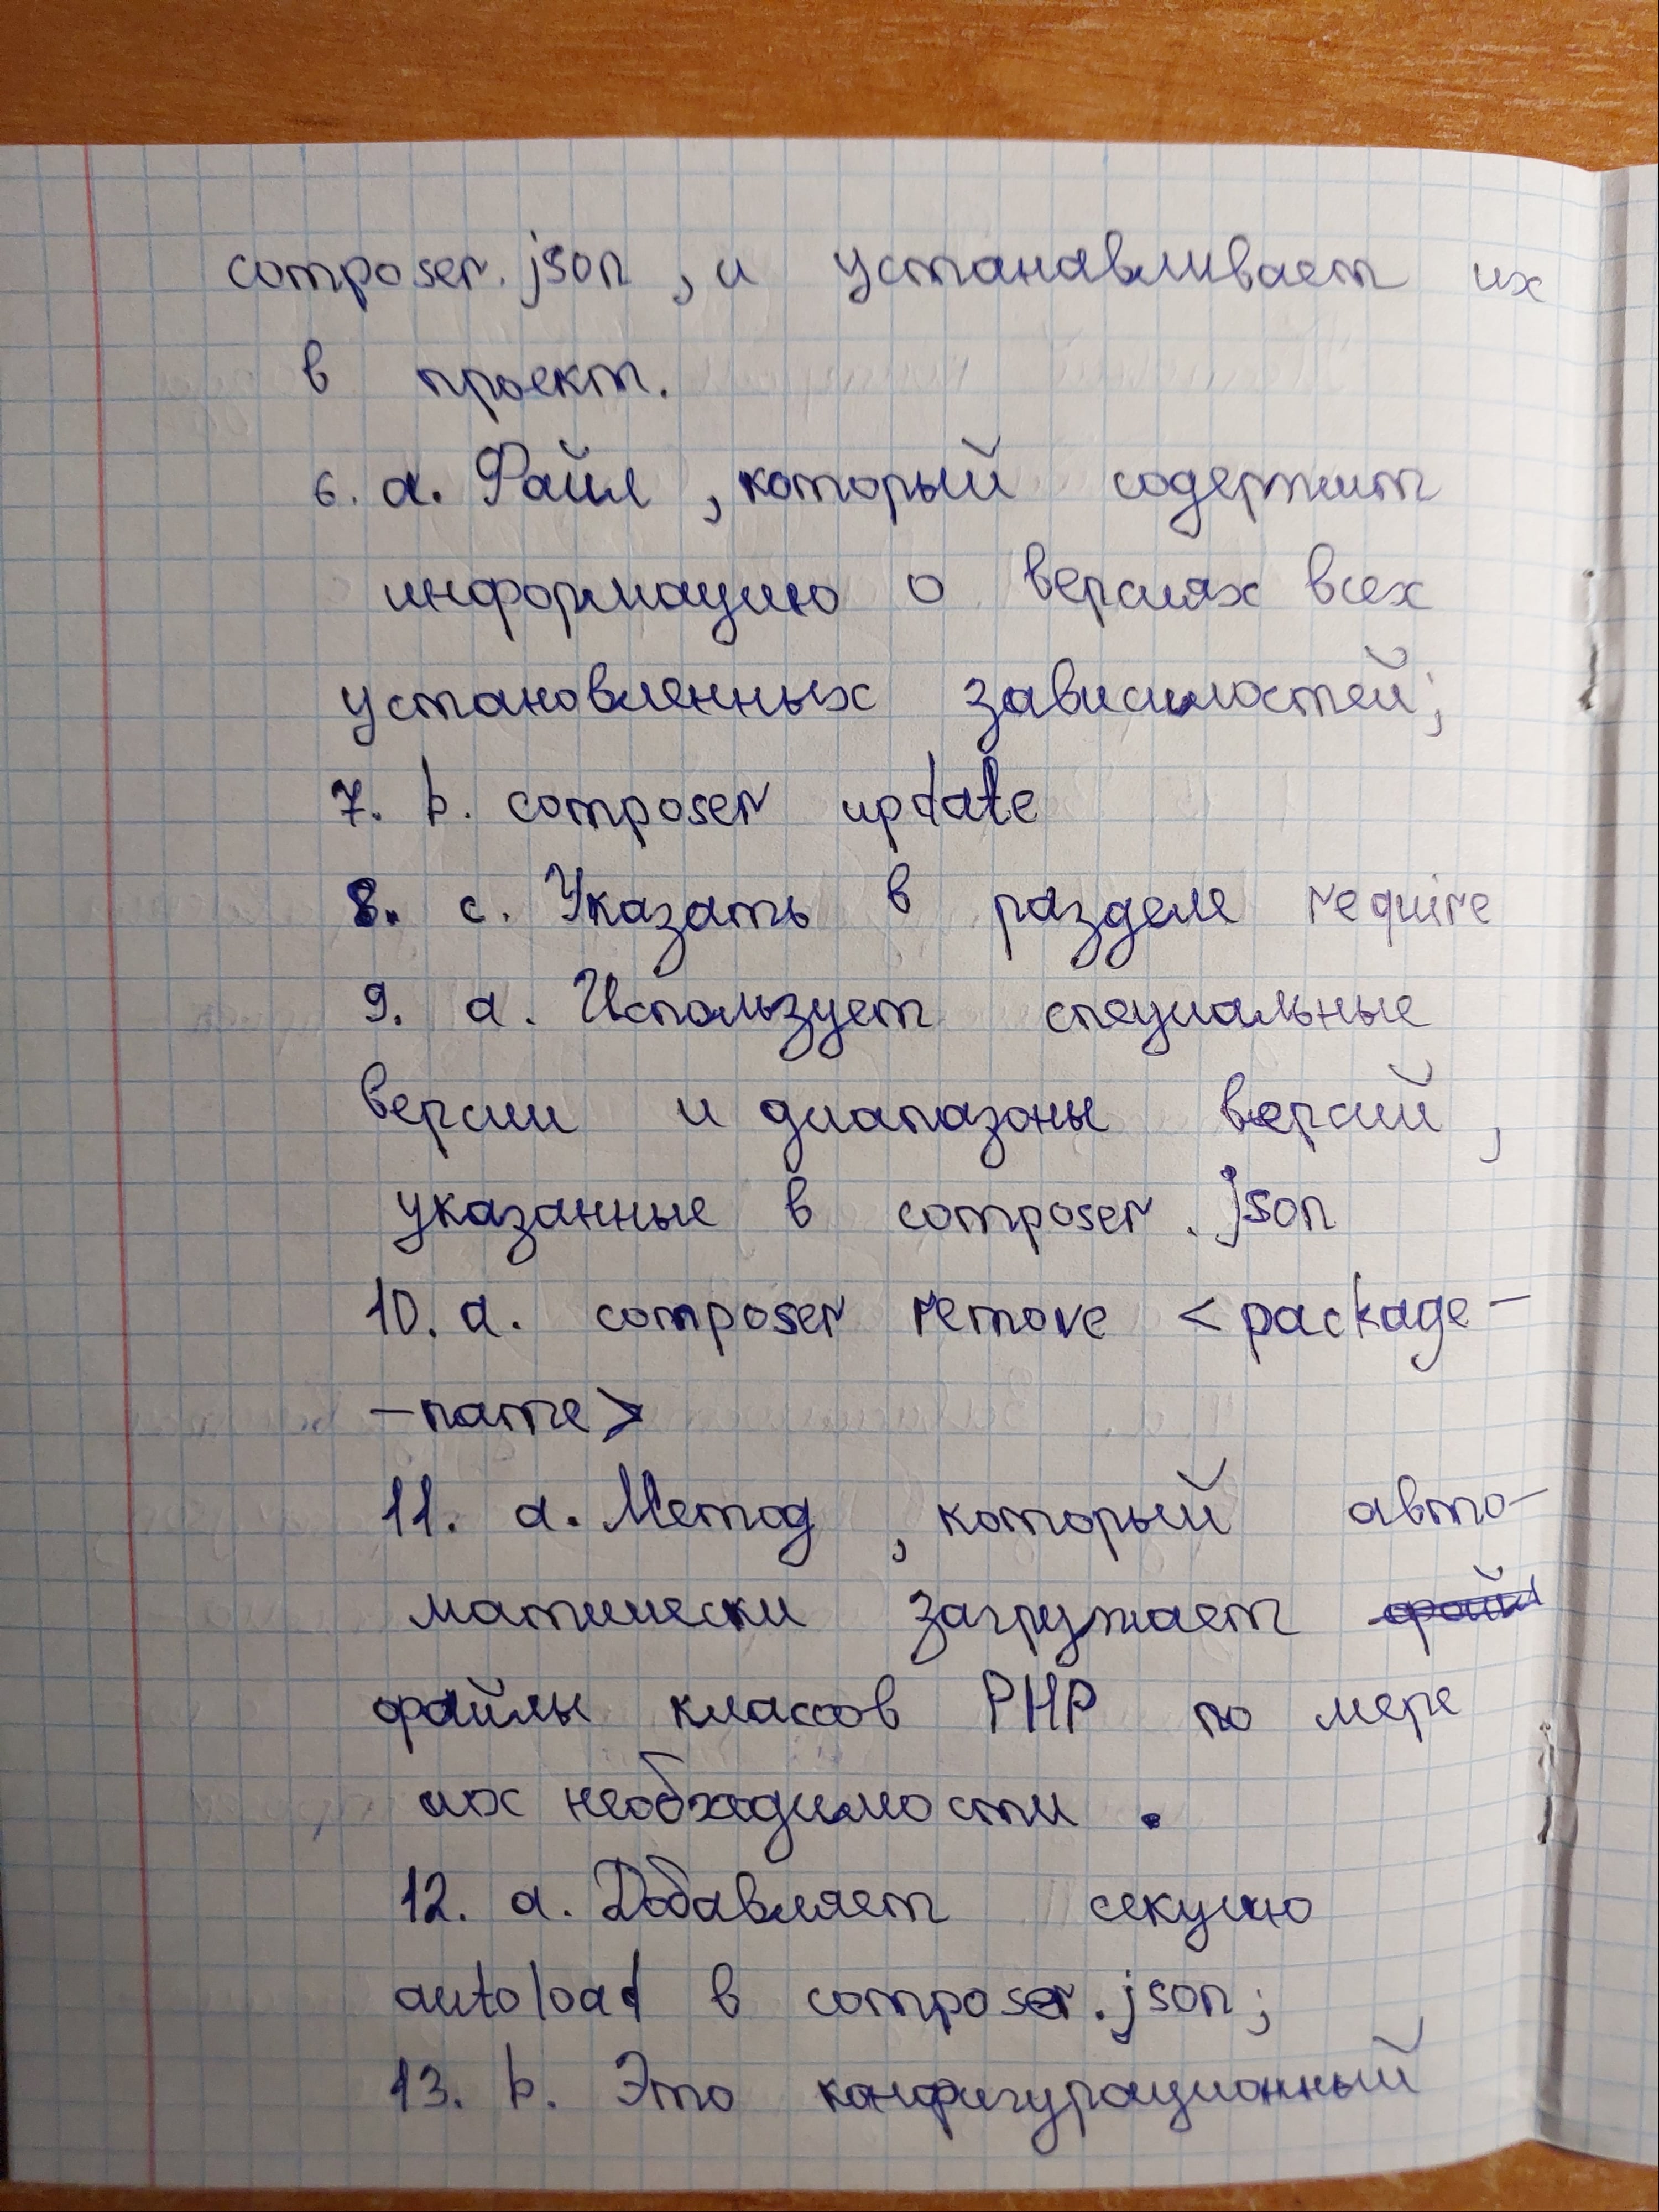 composer.json, и устанавливает их
в проект.
6. a. Файл, который содержит
информацию о версиях всех
установленных зависимостей;
7. b. composer update
8. c. Указать в разделе require
9. a. Использует специальные
версии и диапазоны версий,
указанные в composer.json
10. a. composer remove <package-
-name>
11. a. Метод, который авто-
матически загружает файл
файлы классов PHP по мере
их необходимости.
12. a. Добавляет секцию
autoload в composer.json;
13. b. Это конфигурационный